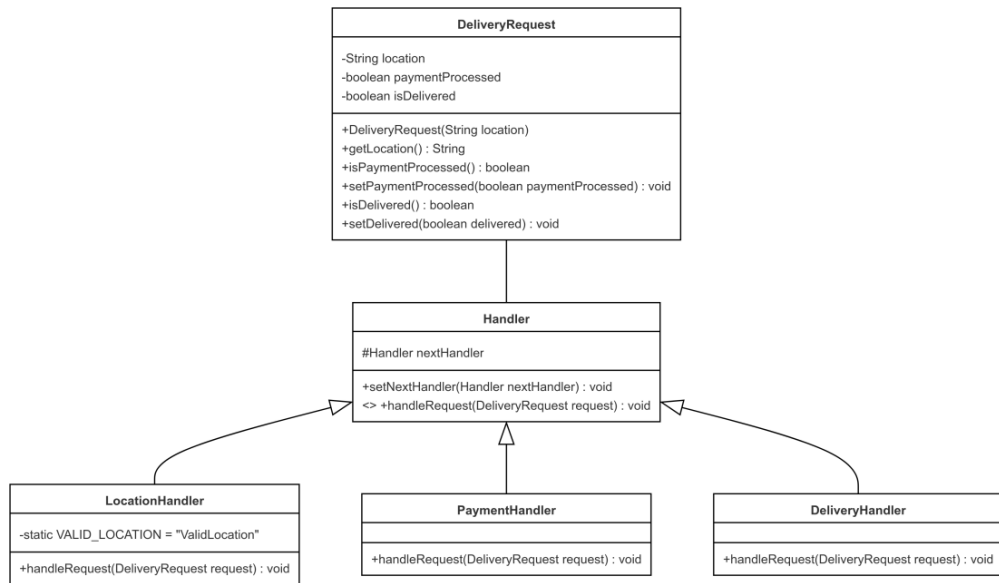 DeliveryRequest
-String location
-boolean paymentProcessed
-boolean isDelivered
+DeliveryRequest(String location)
+getLocation() : String
+isPaymentProcessed() : boolean
+setPaymentProcessed(boolean paymentProcessed) : void
+isDelivered() : boolean
+setDelivered(boolean delivered) : void
Handler
#Handler nextHandler
+setNextHandler(Handler nextHandler) : void
<> +handleRequest(DeliveryRequest request) : void
LocationHandler
-static VALID_LOCATION = "ValidLocation"
+handleRequest(DeliveryRequest request) : void
PaymentHandler
+handleRequest(DeliveryRequest request) : void
DeliveryHandler
+handleRequest(DeliveryRequest request) : void